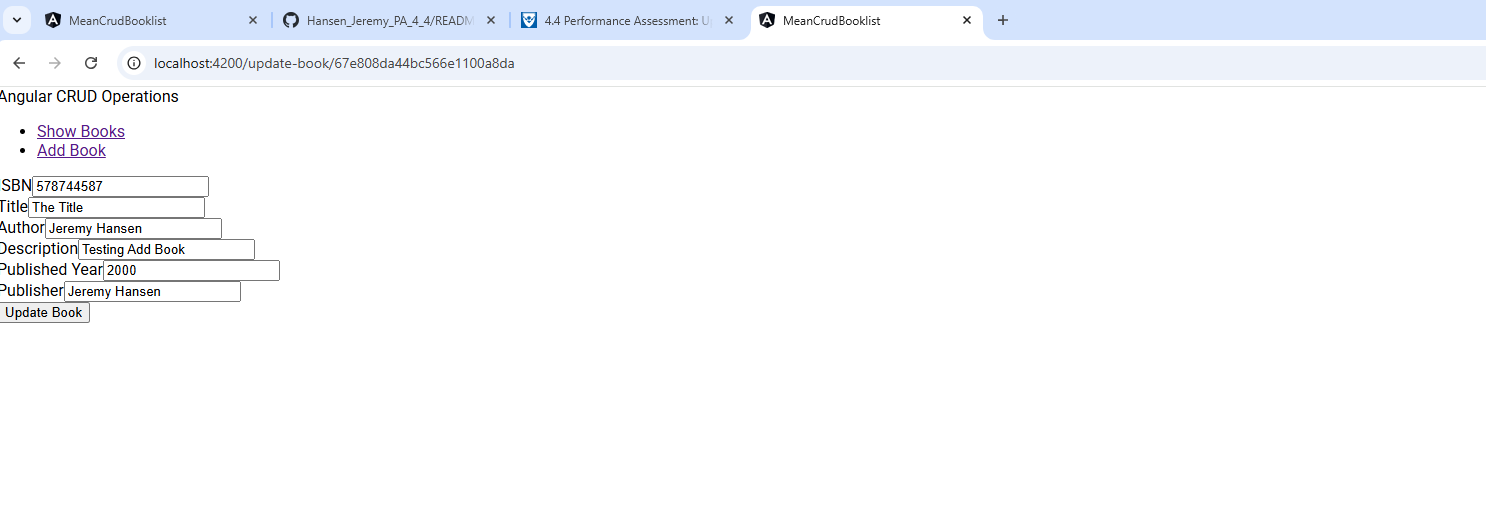 MeanCrudBooklist
Hansen_Jeremy_PA_4_4/READM
4.4 Performance Assessment: U
MeanCrudBooklist
localhost:4200/update-book/67e808da44bc566e1100a8da
Angular CRUD Operations
Show Books
Add Book
ISBN 578744587
Title The Title
Author Jeremy Hansen
Description Testing Add Book
Published Year 2000
Publisher Jeremy Hansen
Update Book